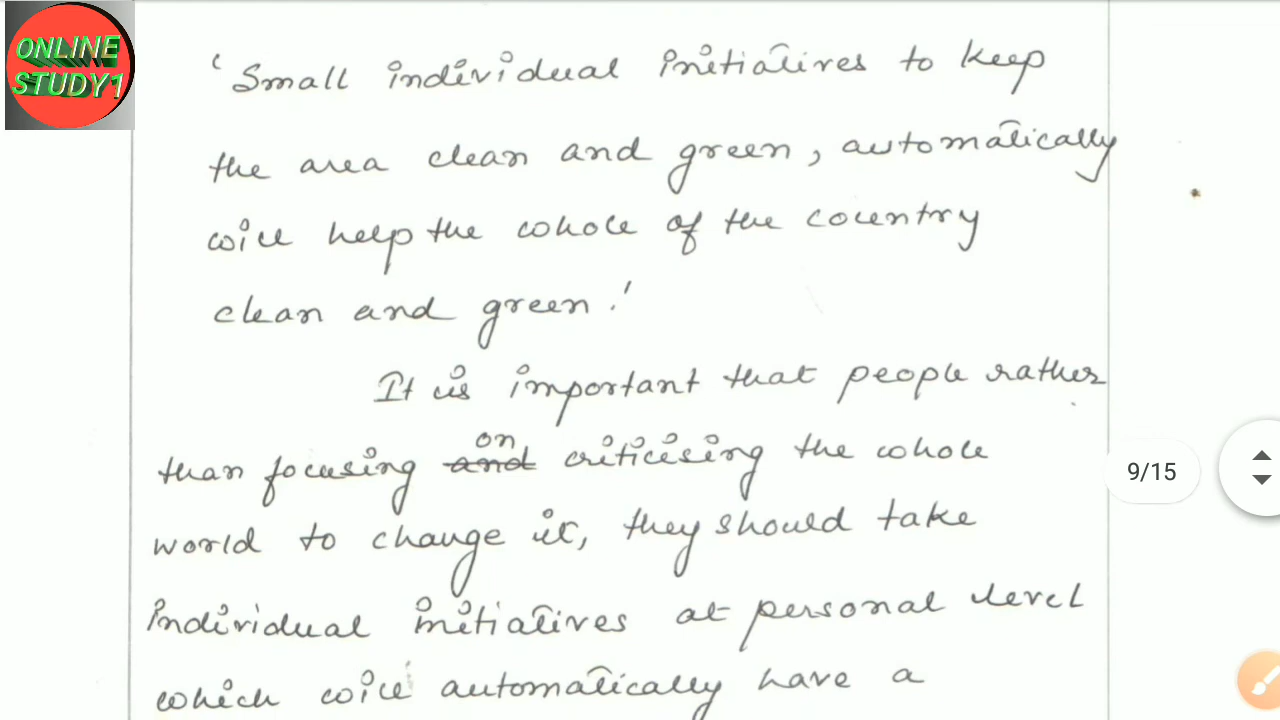 ONLINE
STUDY1
'Small individual initiatives to keep
the area clean and green, automatically
will help the whole of the country
clean and green.'
It is important that people rather
than focusing and on criticising the whole
world to change it, they should take
individual initiatives at personal level
which will automatically have a
9/15